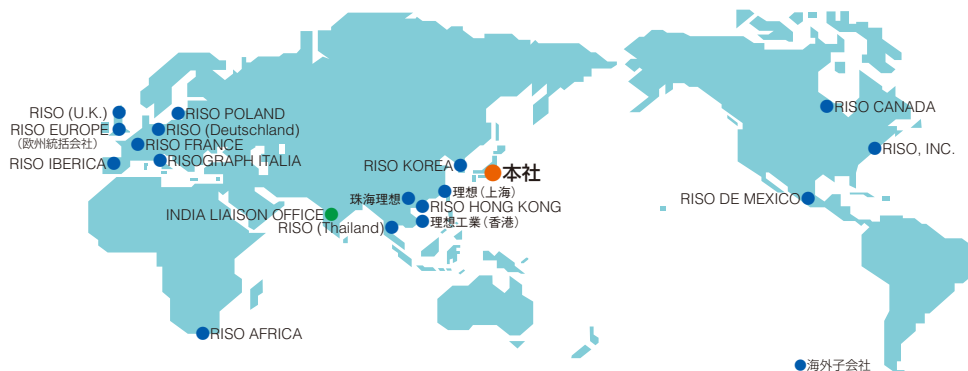 RISO (U.K.)
RISO EUROPE
(欧州統括会社)
RISO IBERICA
RISO POLAND
RISO (Deutschland)
RISO FRANCE
RISOGRAPH ITALIA
RISO KOREA
本社
珠海理想
理想(上海)
RISO HONG KONG
理想工業(香港)
INDIA LIAISON OFFICE
RISO (Thailand)
RISO AFRICA
RISO CANADA
RISO, INC.
RISO DE MEXICO
海外子会社